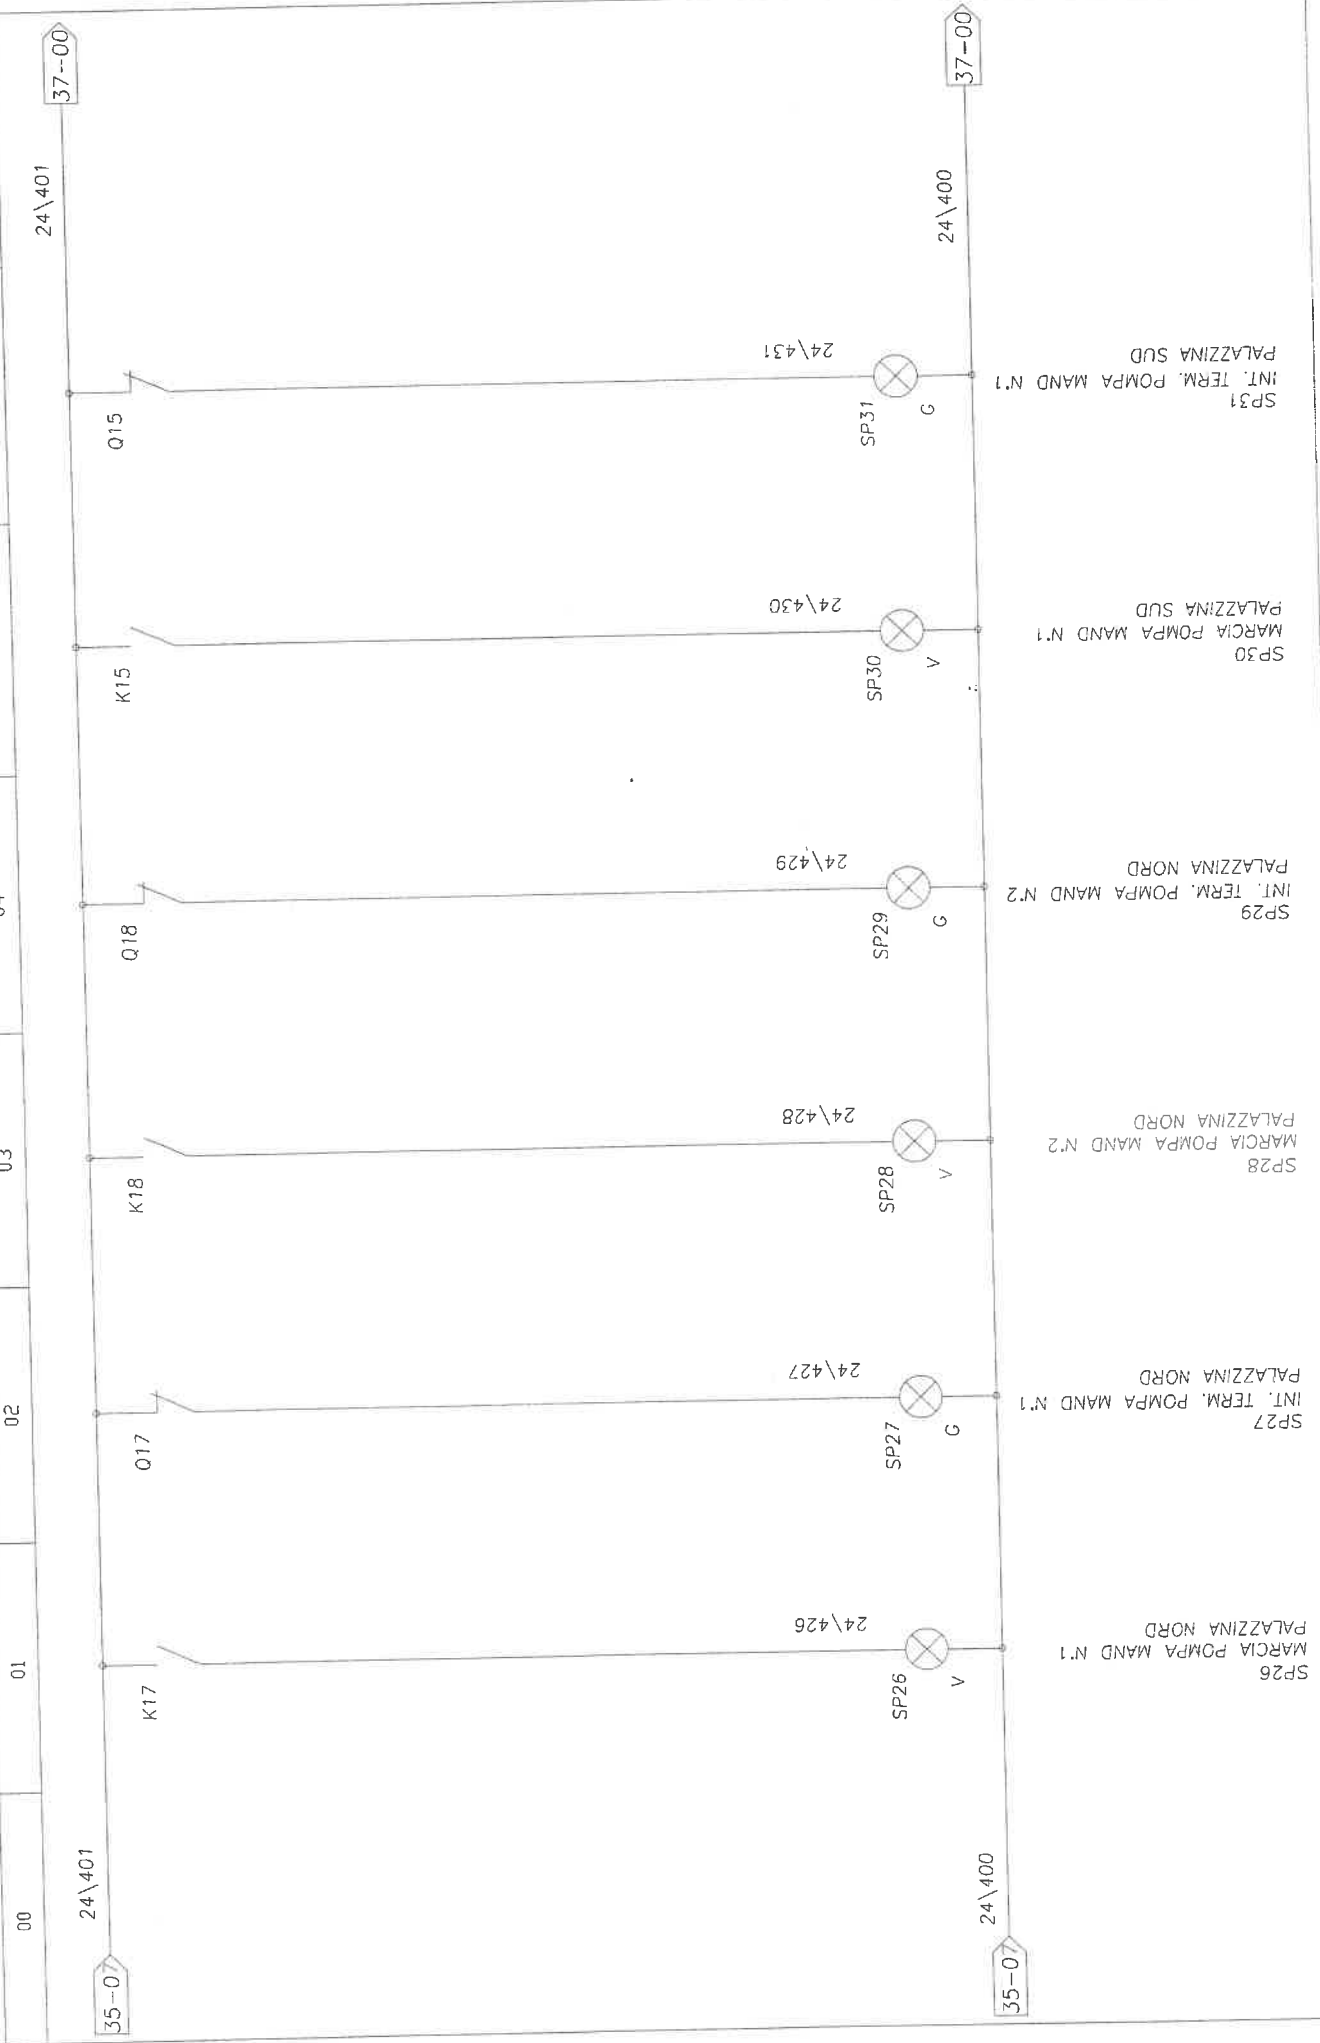 00
01
02
03
35-07
24\401
24\401
37--00
K17
Q17
K18
Q18
K15
Q15
24\426
24\427
24\428
24\429
24\430
24\431
SP26
SP27
SP28
SP29
SP30
SP31
V
G
V
G
V
G
35-07
24\400
24\400
37-00
SP26
MARCIA POMPA MAND N°1
PALAZZINA NORD
SP27
INT. TERM. POMPA MAND N°1
PALAZZINA NORD
SP28
MARCIA POMPA MAND N°2
PALAZZINA NORD
SP29
INT. TERM. POMPA MAND N°2
PALAZZINA NORD
SP30
MARCIA POMPA MAND N°1
PALAZZINA SUD
SP31
INT. TERM. POMPA MAND N°1
PALAZZINA SUD